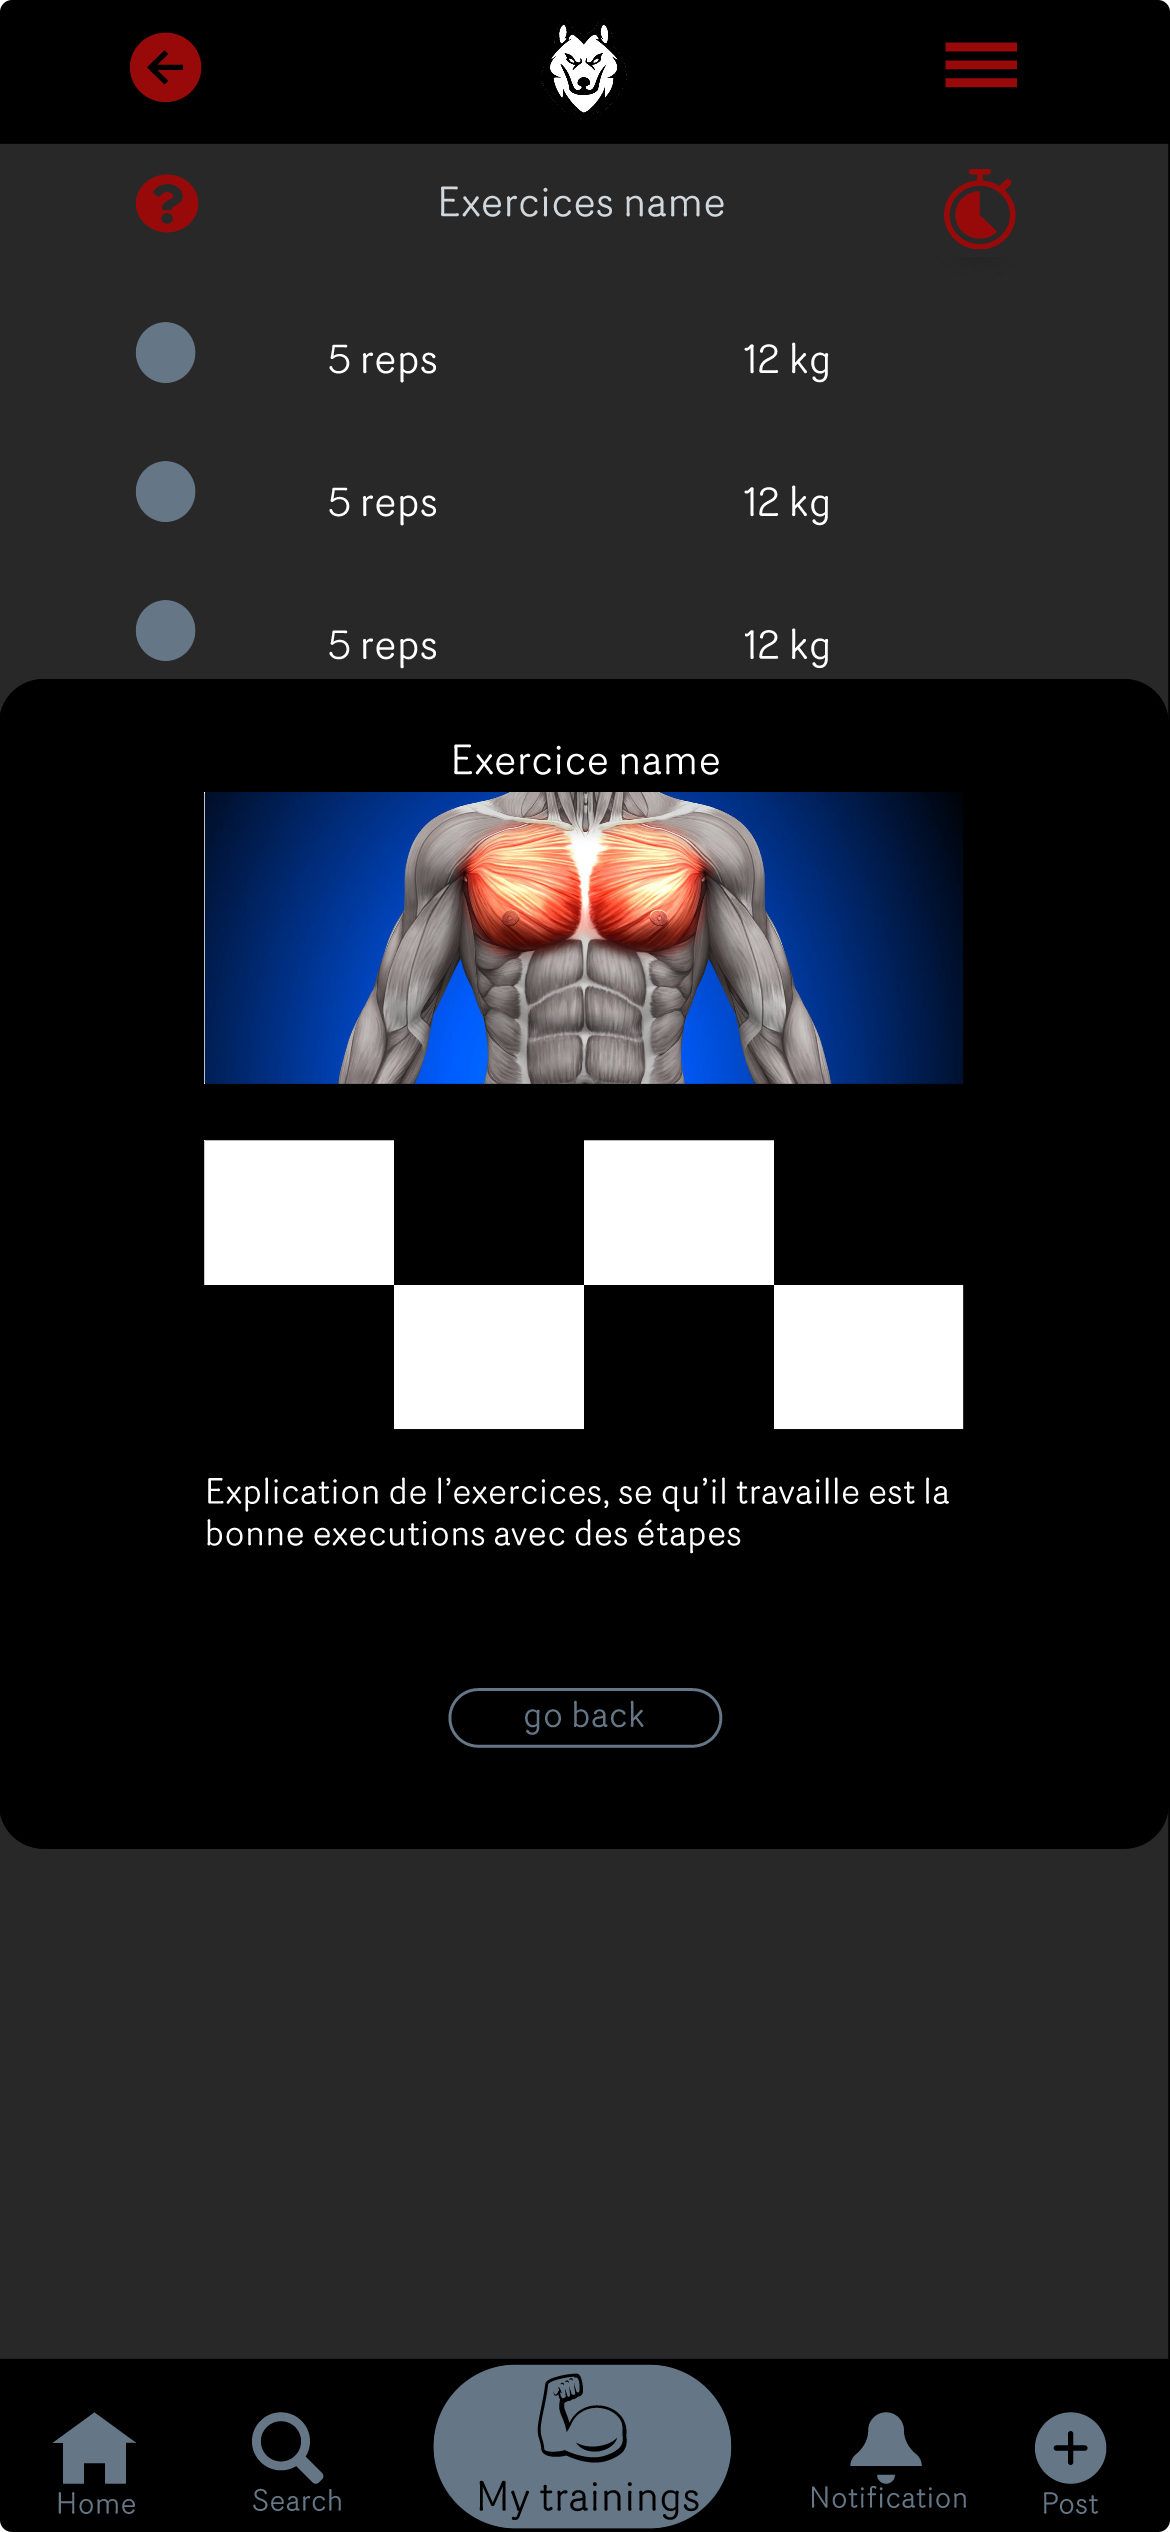 Exercices name
5 reps 12 kg
5 reps 12 kg
5 reps 12 kg
Exercice name
Explication de l’exercices, se qu’il travaille est la
bonne executions avec des étapes
go back
Home Search My trainings Notification Post